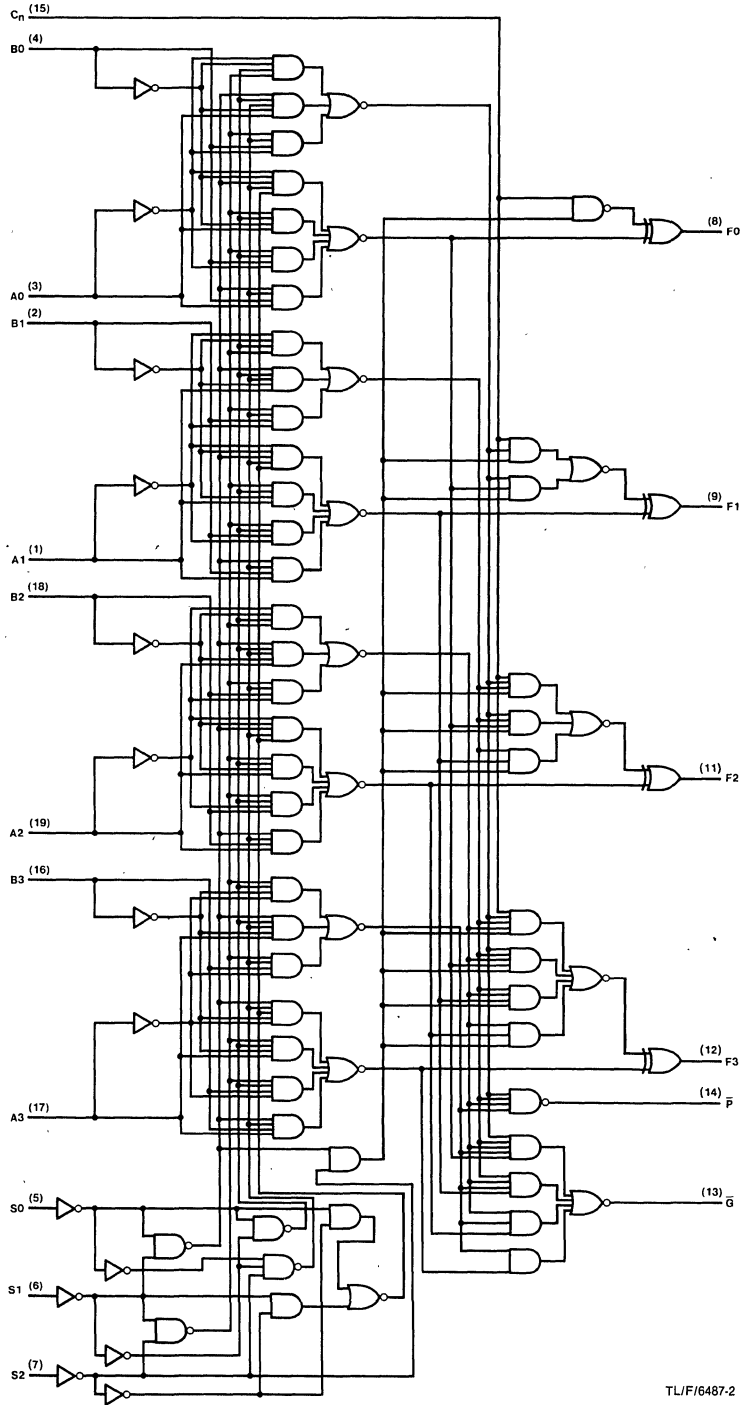 Cn (15)
B0 (4)
(8) F0
A0 (3)
B1 (2)
(9) F1
A1 (1)
B2 (18)
(11) F2
A2 (19)
B3 (16)
(12) F3
(14) P̅
A3 (17)
(13) G̅
S0 (5)
S1 (6)
S2 (7)
TL/F/6487-2